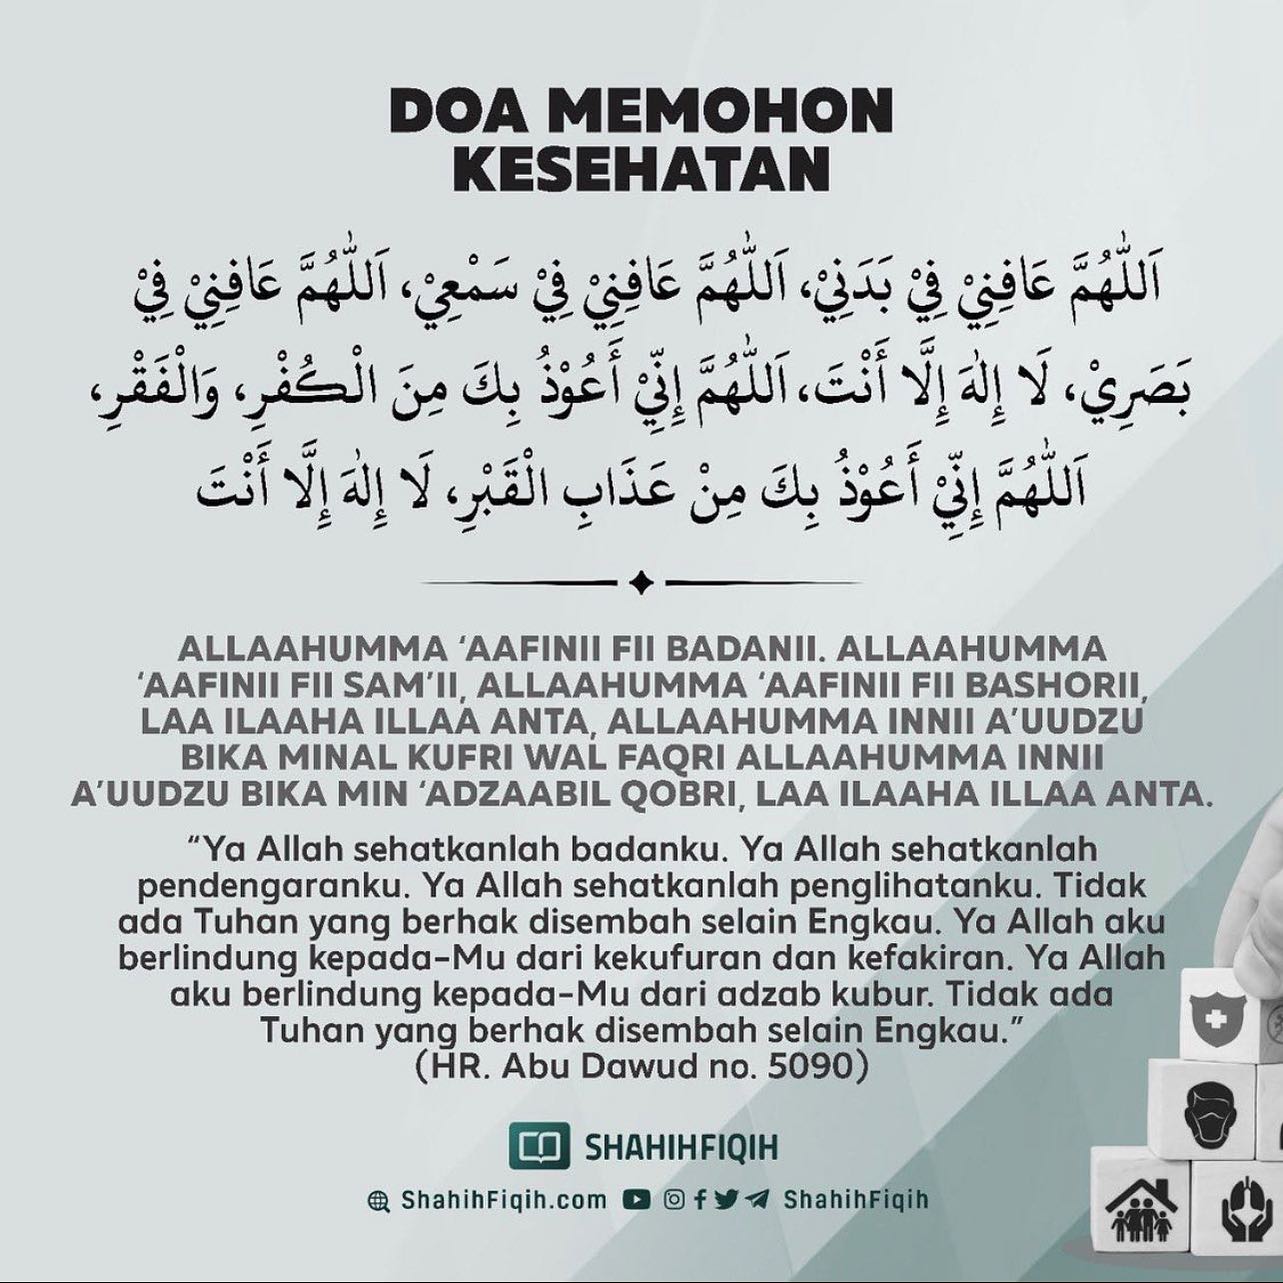 DOA MEMOHON
KESEHATAN
اَللّٰهُمَّ عَافِنِيْ فِيْ بَدَنِيْ، اَللّٰهُمَّ عَافِنِيْ فِيْ سَمْعِيْ، اَللّٰهُمَّ عَافِنِيْ فِيْ
بَصَرِيْ، لَا إِلٰهَ إِلَّا أَنْتَ، اَللّٰهُمَّ إِنِّيْ أَعُوْذُ بِكَ مِنَ الْكُفْرِ، وَالْفَقْرِ،
اَللّٰهُمَّ إِنِّيْ أَعُوْذُ بِكَ مِنْ عَذَابِ الْقَبْرِ، لَا إِلٰهَ إِلَّا أَنْتَ
ALLAAHUMMA ‘AAFINII FII BADANII. ALLAAHUMMA
‘AAFINII FII SAM’II, ALLAAHUMMA ‘AAFINII FII BASHORII,
LAA ILAAHA ILLAA ANTA, ALLAAHUMMA INNII A’UUDZU
BIKA MINAL KUFRI WAL FAQRI ALLAAHUMMA INNII
A’UUDZU BIKA MIN ‘ADZAABIL QOBRI, LAA ILAAHA ILLAA ANTA.
“Ya Allah sehatkanlah badanku. Ya Allah sehatkanlah
pendengaranku. Ya Allah sehatkanlah penglihatanku. Tidak
ada Tuhan yang berhak disembah selain Engkau. Ya Allah aku
berlindung kepada-Mu dari kekufuran dan kefakiran. Ya Allah
aku berlindung kepada-Mu dari adzab kubur. Tidak ada
Tuhan yang berhak disembah selain Engkau.”
(HR. Abu Dawud no. 5090)
SHAHIHFIQIH
ShahihFiqih.com ShahihFiqih